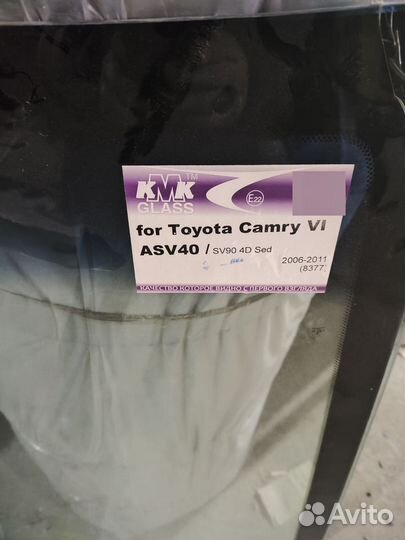 KMK TM
GLASS
E22
for Toyota Camry VI
ASV40 / SV90 4D Sed
2006-2011
(8377)
КАЧЕСТВО КОТОРОЕ ВИДНО С ПЕРВОГО ВЗГЛЯДА
Avito